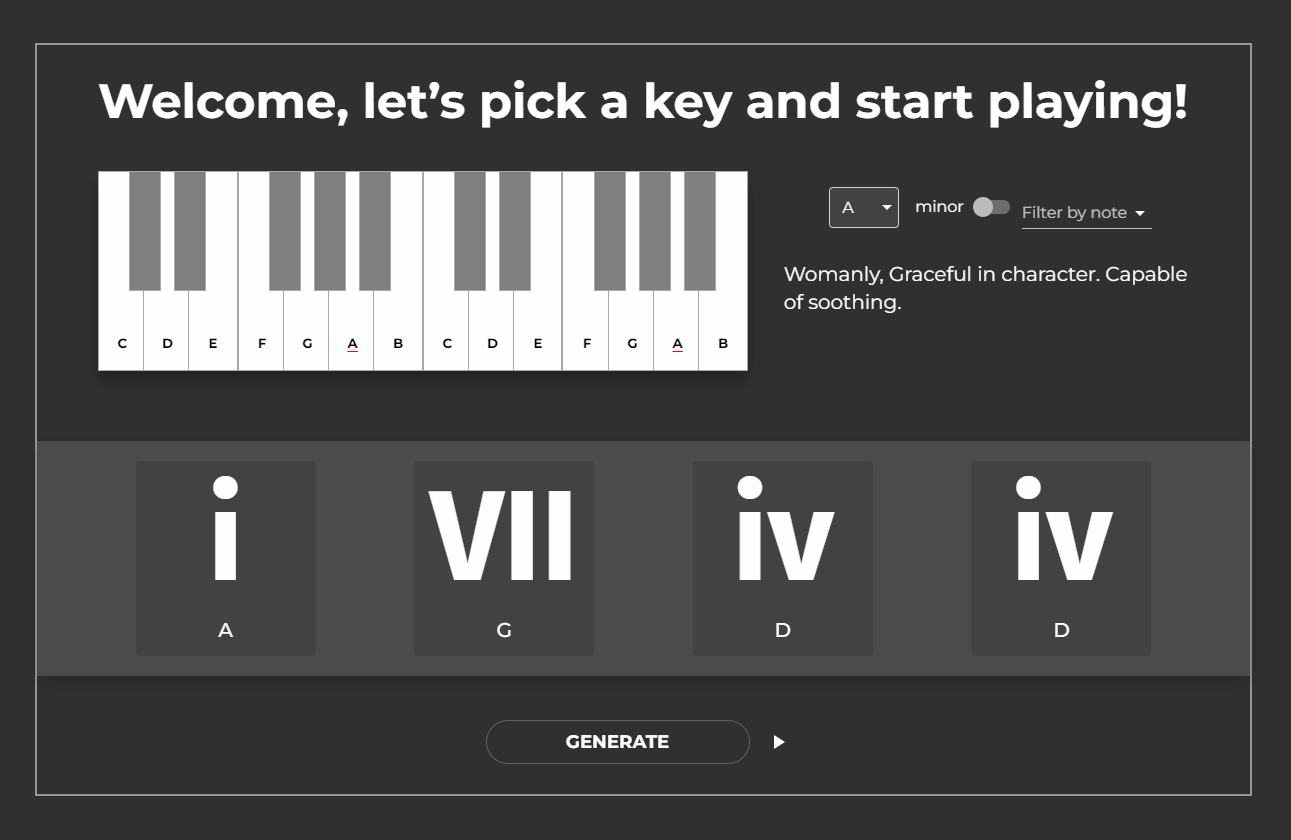 Welcome, let’s pick a key and start playing!
A minor Filter by note
Womanly, Graceful in character. Capable
of soothing.
C D E F G A B C D E F G A B
i VII iv iv
A G D D
GENERATE